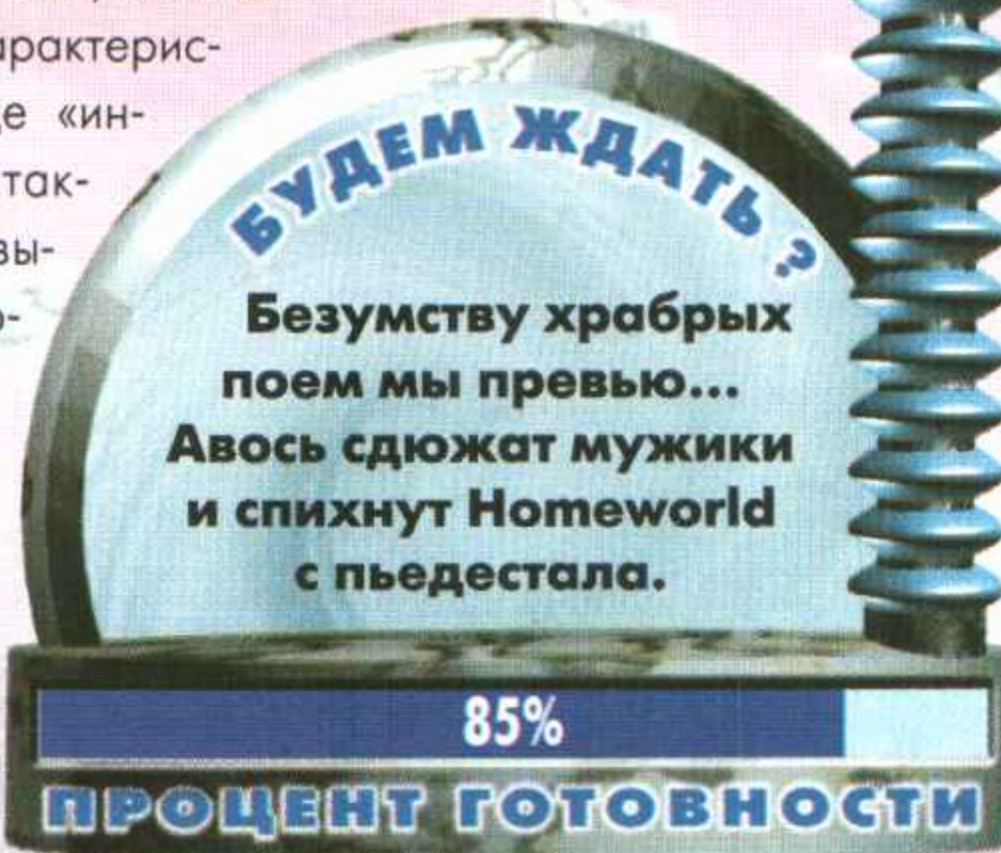 арактерис-
е «ин-
так-
вы-
БУДЕМ ЖДАТЬ?
Безумству храбрых
поем мы превью...
Авось сдюжат мужики
и спихнут Homeworld
с пьедестала.
85%
ПРОЦЕНТ ГОТОВНОСТИ